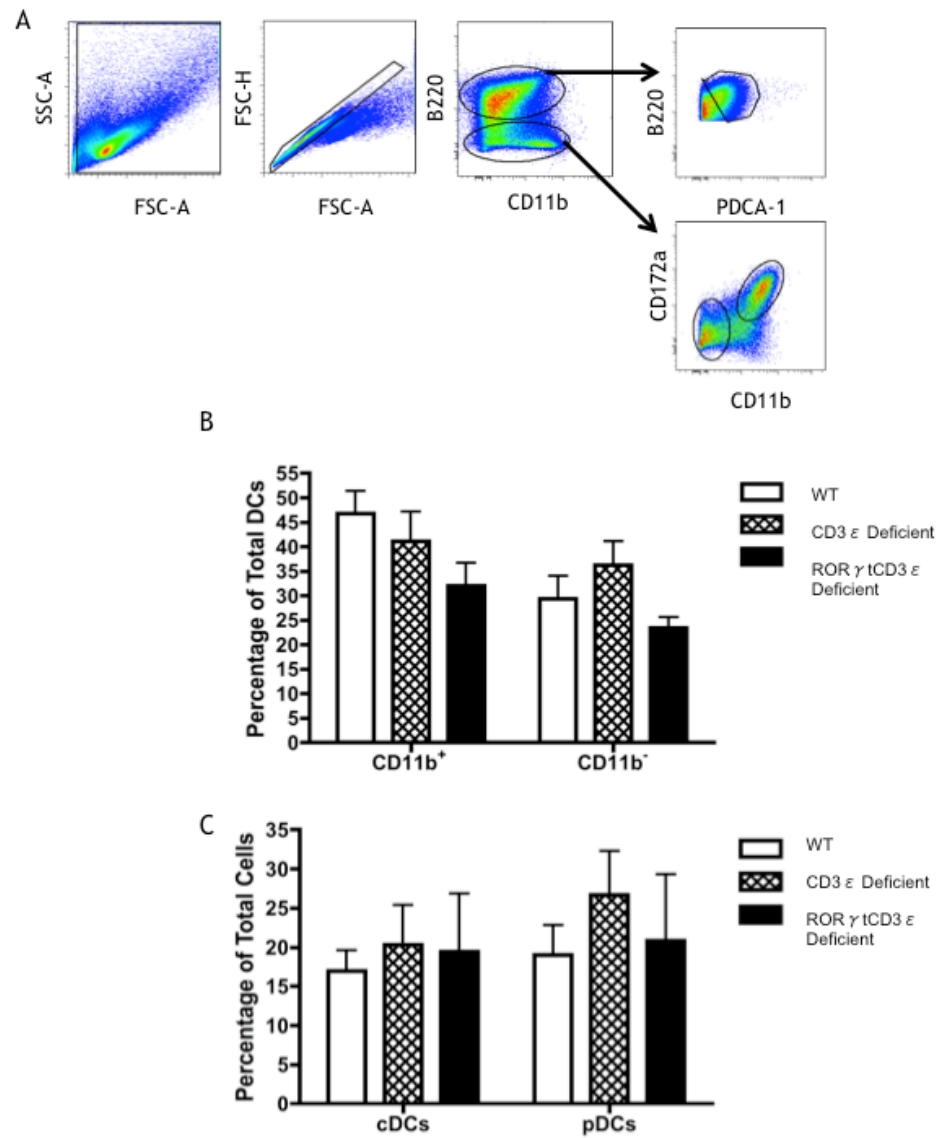 A
SSC-A
FSC-A
FSC-H
FSC-A
B220
CD11b
B220
PDCA-1
CD172a
CD11b
B
Percentage of Total DCs
55
50
45
40
35
30
25
20
15
10
5
0
CD11b⁺
CD11b⁻
WT
CD3 ε Deficient
ROR γ tCD3 ε
Deficient
C
Percentage of Total Cells
35
30
25
20
15
10
5
0
cDCs
pDCs
WT
CD3 ε Deficient
ROR γ tCD3 ε
Deficient